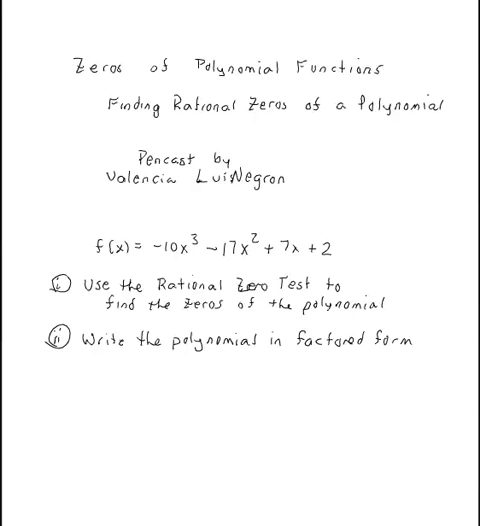 Zeros of Polynomial Functions
Finding Rational Zeros of a Polynomial
Pencast by
Valencia LuiNegron
f(x) = -10x³ - 17x² + 7x + 2
(i) Use the Rational Zero Test to
find the zeros of the polynomial
(ii) Write the polynomial in factored form